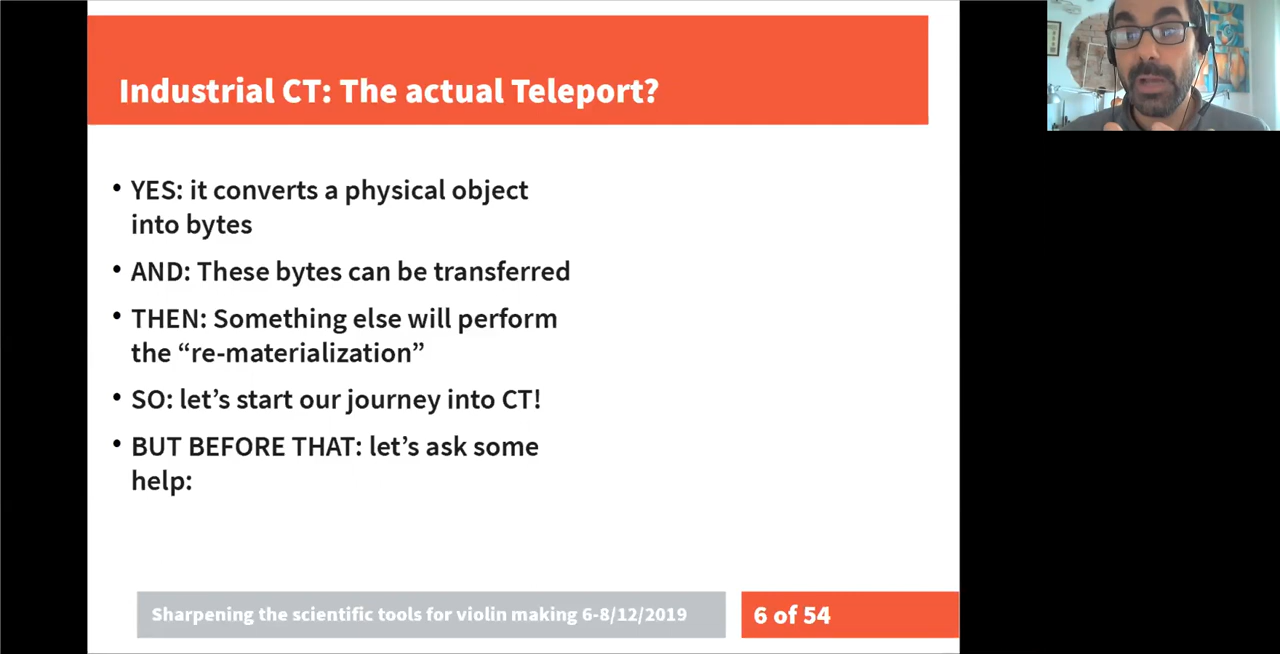 Industrial CT: The actual Teleport?
• YES: it converts a physical object
into bytes
• AND: These bytes can be transferred
• THEN: Something else will perform
the “re-materialization”
• SO: let’s start our journey into CT!
• BUT BEFORE THAT: let’s ask some
help:
Sharpening the scientific tools for violin making 6-8/12/2019
6 of 54